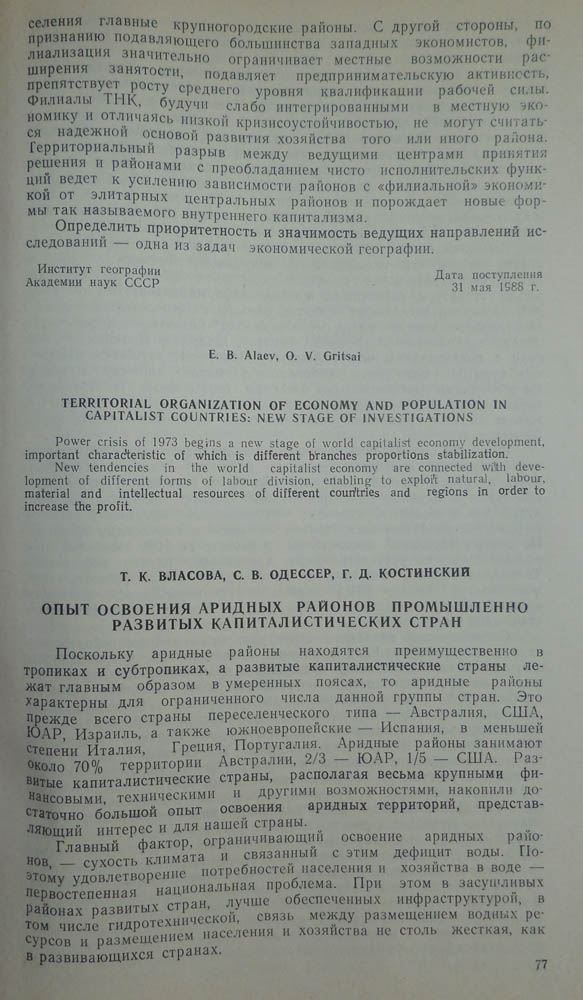 селения главные крупногородские районы. С другой стороны, по
признанию подавляющего большинства западных экономистов, фи-
лиализация значительно ограничивает местные возможности рас-
ширения занятости, подавляет предпринимательскую активность,
препятствует росту среднего уровня квалификации рабочей силы.
Филиалы ТНК, будучи слабо интегрированными в местную эко-
номику и отличаясь низкой кризисоустойчивостью, не могут считать-
ся надежной основой развития хозяйства того или иного района.
Территориальный разрыв между ведущими центрами принятия
решения и районами с преобладанием чисто исполнительских функ-
ций ведет к усилению зависимости районов с «филиальной» экономи-
кой от элитарных центральных районов и порождает новые фор-
мы так называемого внутреннего капитализма.
Определить приоритетность и значимость ведущих направлений ис-
следований — одна из задач экономической географии.
Институт географии
Академии наук СССР
Дата поступления
31 мая 1988 г.
E. B. Alaev, O. V. Gritsai
TERRITORIAL ORGANIZATION OF ECONOMY AND POPULATION IN
CAPITALIST COUNTRIES: NEW STAGE OF INVESTIGATIONS
Power crisis of 1973 begins a new stage of world capitalist economy development,
important characteristic of which is different branches proportions stabilization.
New tendencies in the world capitalist economy are connected with deve-
lopment of different forms of labour division, enabling to exploit natural, labour,
material and intellectual resources of different countries and regions in order to
increase the profit.
Т. К. ВЛАСОВА, С. В. ОДЕССЕР, Г. Д. КОСТИНСКИЙ
ОПЫТ ОСВОЕНИЯ АРИДНЫХ РАЙОНОВ ПРОМЫШЛЕННО
РАЗВИТЫХ КАПИТАЛИСТИЧЕСКИХ СТРАН
Поскольку аридные районы находятся преимущественно в
тропиках и субтропиках, а развитые капиталистические страны ле-
жат главным образом в умеренных поясах, то аридные районы
характерны для ограниченного числа данной группы стран. Это
прежде всего страны переселенческого типа — Австралия, США,
ЮАР, Израиль, а также южноевропейские — Испания, в меньшей
степени Италия, Греция, Португалия. Аридные районы занимают
около 70% территории Австралии, 2/3 — ЮАР, 1/5 — США. Раз-
витые капиталистические страны, располагая весьма крупными фи-
нансовыми, техническими и другими возможностями, накопили до-
статочно большой опыт освоения аридных территорий, представ-
ляющий интерес и для нашей страны.
Главный фактор, ограничивающий освоение аридных райо-
нов, — сухость климата и связанный с этим дефицит воды. По-
этому удовлетворение потребностей населения и хозяйства в воде —
первостепенная национальная проблема. При этом в засушливых
районах развитых стран, лучше обеспеченных инфраструктурой, в
том числе гидротехнической, связь между размещением водных ре-
сурсов и размещением населения и хозяйства не столь жесткая, как
в развивающихся странах.
77